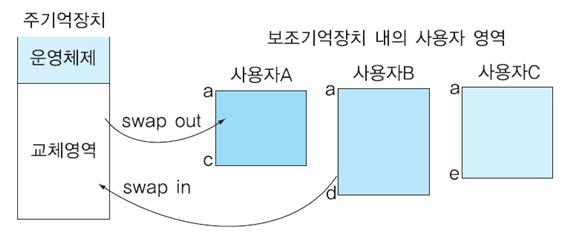 주기억장치
운영체제
교체영역
swap out
swap in
보조기억장치 내의 사용자 영역
사용자A
a
c
사용자B
a
d
사용자C
a
e